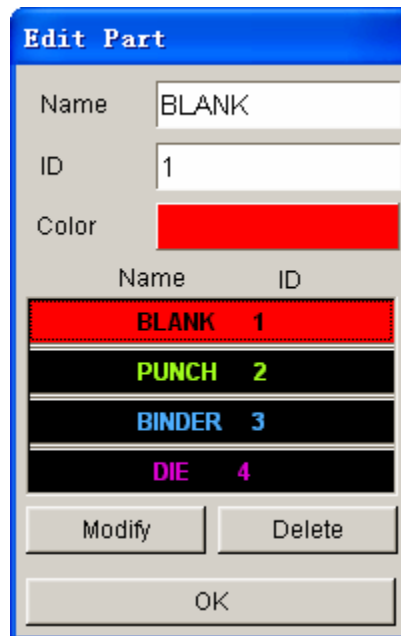 Edit Part
Name BLANK
ID 1
Color
Name ID
BLANK 1
PUNCH 2
BINDER 3
DIE 4
Modify Delete
OK